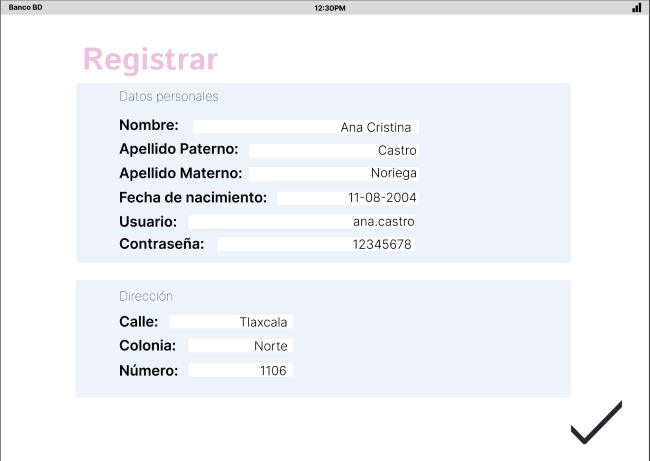 Banco BD 12:30PM
Registrar
Datos personales
Nombre: Ana Cristina
Apellido Paterno: Castro
Apellido Materno: Noriega
Fecha de nacimiento: 11-08-2004
Usuario: ana.castro
Contraseña: 12345678
Dirección
Calle: Tlaxcala
Colonia: Norte
Número: 1106